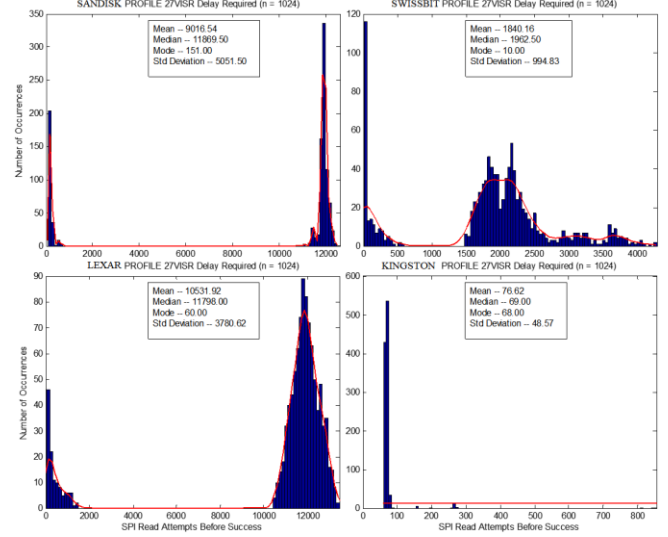 SANDISK PROFILE 27VISR Delay Required (n = 1024)
Mean -- 9016.54
Median -- 11869.50
Mode -- 151.00
Std Deviation -- 5051.50
Number of Occurrences
350
300
250
200
150
100
50
0
0 2000 4000 6000 8000 10000 12000
SWISSBIT PROFILE 27VISR Delay Required (n = 1024)
Mean -- 1840.16
Median -- 1962.50
Mode -- 10.00
Std Deviation -- 994.83
120
100
80
60
40
20
0
0 500 1000 1500 2000 2500 3000 3500 4000
LEXAR PROFILE 27VISR Delay Required (n = 1024)
Mean -- 10531.92
Median -- 11798.00
Mode -- 60.00
Std Deviation -- 3780.62
Number of Occurrences
90
80
70
60
50
40
30
20
10
0
0 2000 4000 6000 8000 10000 12000
SPI Read Attempts Before Success
KINGSTON PROFILE 27VISR Delay Required (n = 1024)
Mean -- 76.62
Median -- 69.00
Mode -- 68.00
Std Deviation -- 48.57
600
500
400
300
200
100
0
0 100 200 300 400 500 600 700 800
SPI Read Attempts Before Success